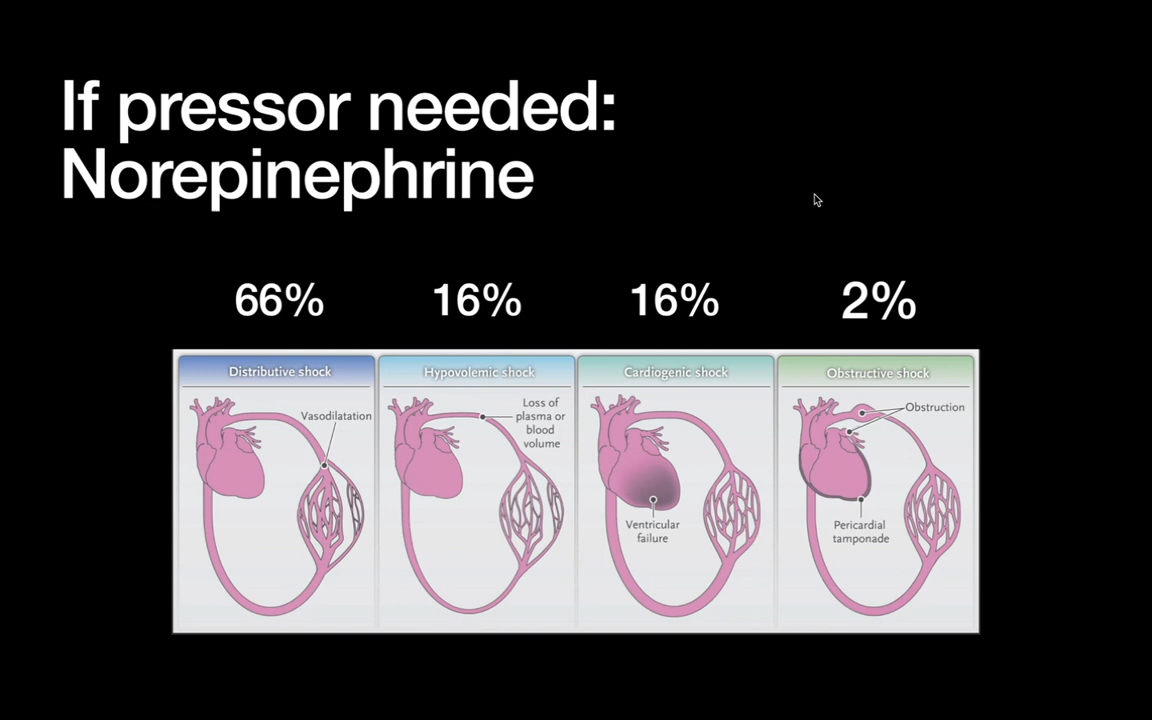 If pressor needed:
Norepinephrine
66%
16%
16%
2%
Distributive shock
Vasodilatation
Hypovolemic shock
Loss of
plasma or
blood
volume
Cardiogenic shock
Ventricular
failure
Obstructive shock
Obstruction
Pericardial
tamponade